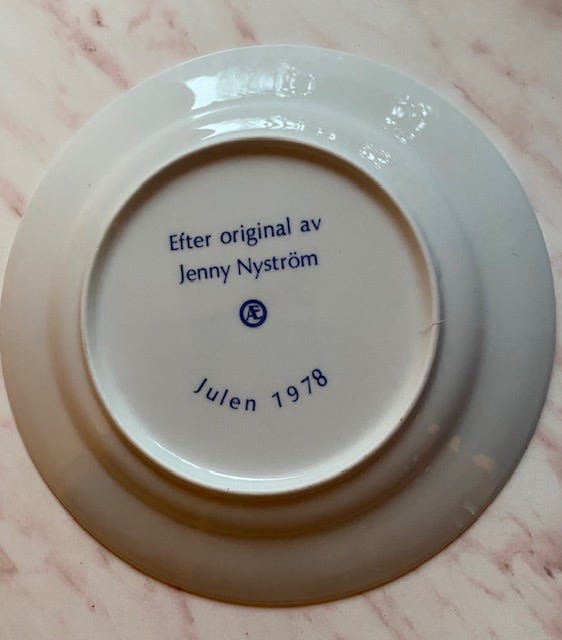 Efter original av
Jenny Nyström
Æ
Julen 1978